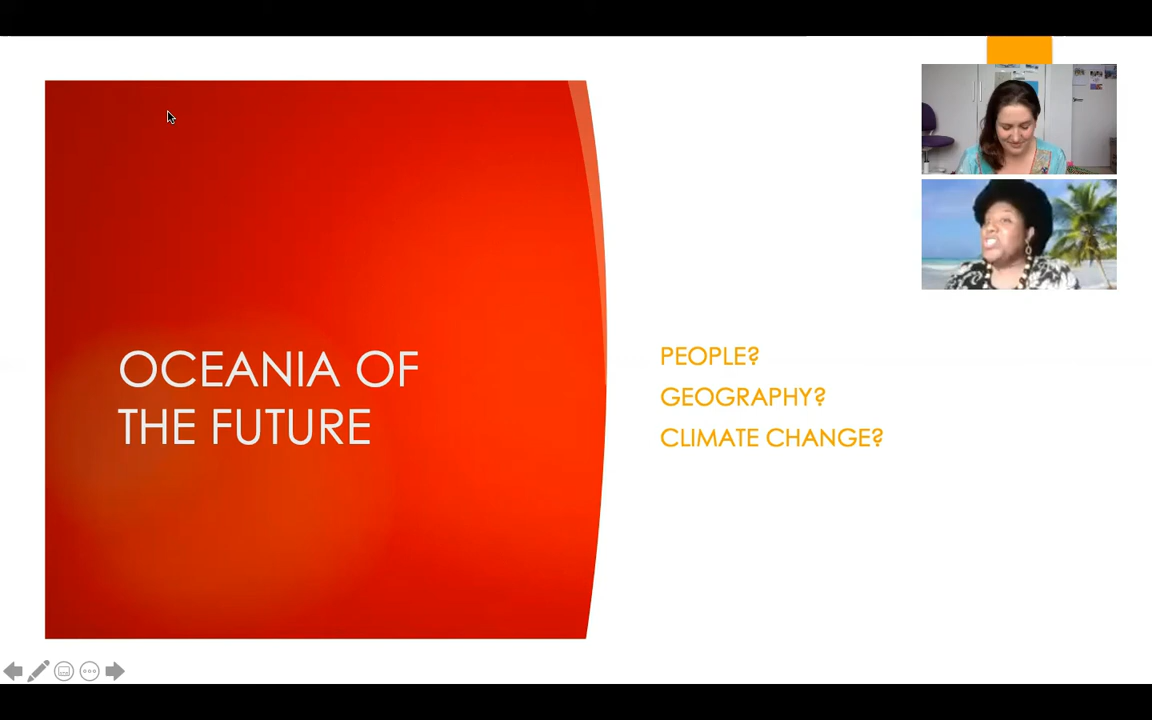 OCEANIA OF
THE FUTURE
PEOPLE?
GEOGRAPHY?
CLIMATE CHANGE?